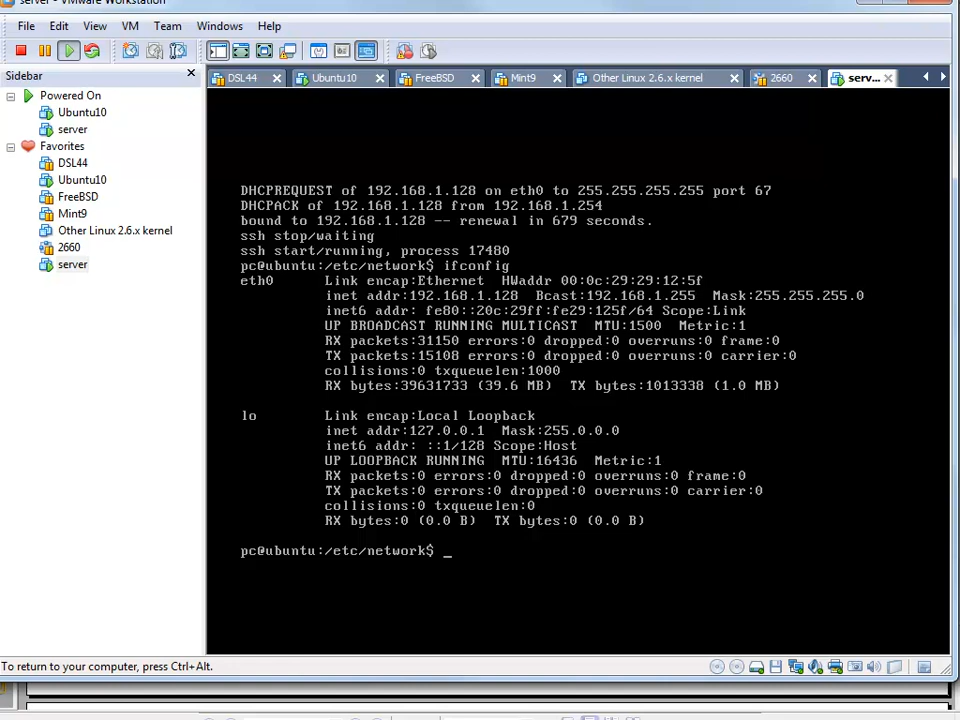 server - VMware Workstation
File Edit View VM Team Windows Help
Sidebar
DSL44 Ubuntu10 FreeBSD Mint9 Other Linux 2.6.x kernel 2660 serv...
Powered On
Ubuntu10
server
Favorites
DSL44
Ubuntu10
FreeBSD
Mint9
Other Linux 2.6.x kernel
2660
server
DHCPREQUEST of 192.168.1.128 on eth0 to 255.255.255.255 port 67
DHCPACK of 192.168.1.128 from 192.168.1.254
bound to 192.168.1.128 -- renewal in 679 seconds.
ssh stop/waiting
ssh start/running, process 17480
pc@ubuntu:/etc/network$ ifconfig
eth0 Link encap:Ethernet HWaddr 00:0c:29:29:12:5f
inet addr:192.168.1.128 Bcast:192.168.1.255 Mask:255.255.255.0
inet6 addr: fe80::20c:29ff:fe29:125f/64 Scope:Link
UP BROADCAST RUNNING MULTICAST MTU:1500 Metric:1
RX packets:31150 errors:0 dropped:0 overruns:0 frame:0
TX packets:15108 errors:0 dropped:0 overruns:0 carrier:0
collisions:0 txqueuelen:1000
RX bytes:39631733 (39.6 MB) TX bytes:1013338 (1.0 MB)
lo Link encap:Local Loopback
inet addr:127.0.0.1 Mask:255.0.0.0
inet6 addr: ::1/128 Scope:Host
UP LOOPBACK RUNNING MTU:16436 Metric:1
RX packets:0 errors:0 dropped:0 overruns:0 frame:0
TX packets:0 errors:0 dropped:0 overruns:0 carrier:0
collisions:0 txqueuelen:0
RX bytes:0 (0.0 B) TX bytes:0 (0.0 B)
pc@ubuntu:/etc/network$ _
To return to your computer, press Ctrl+Alt.